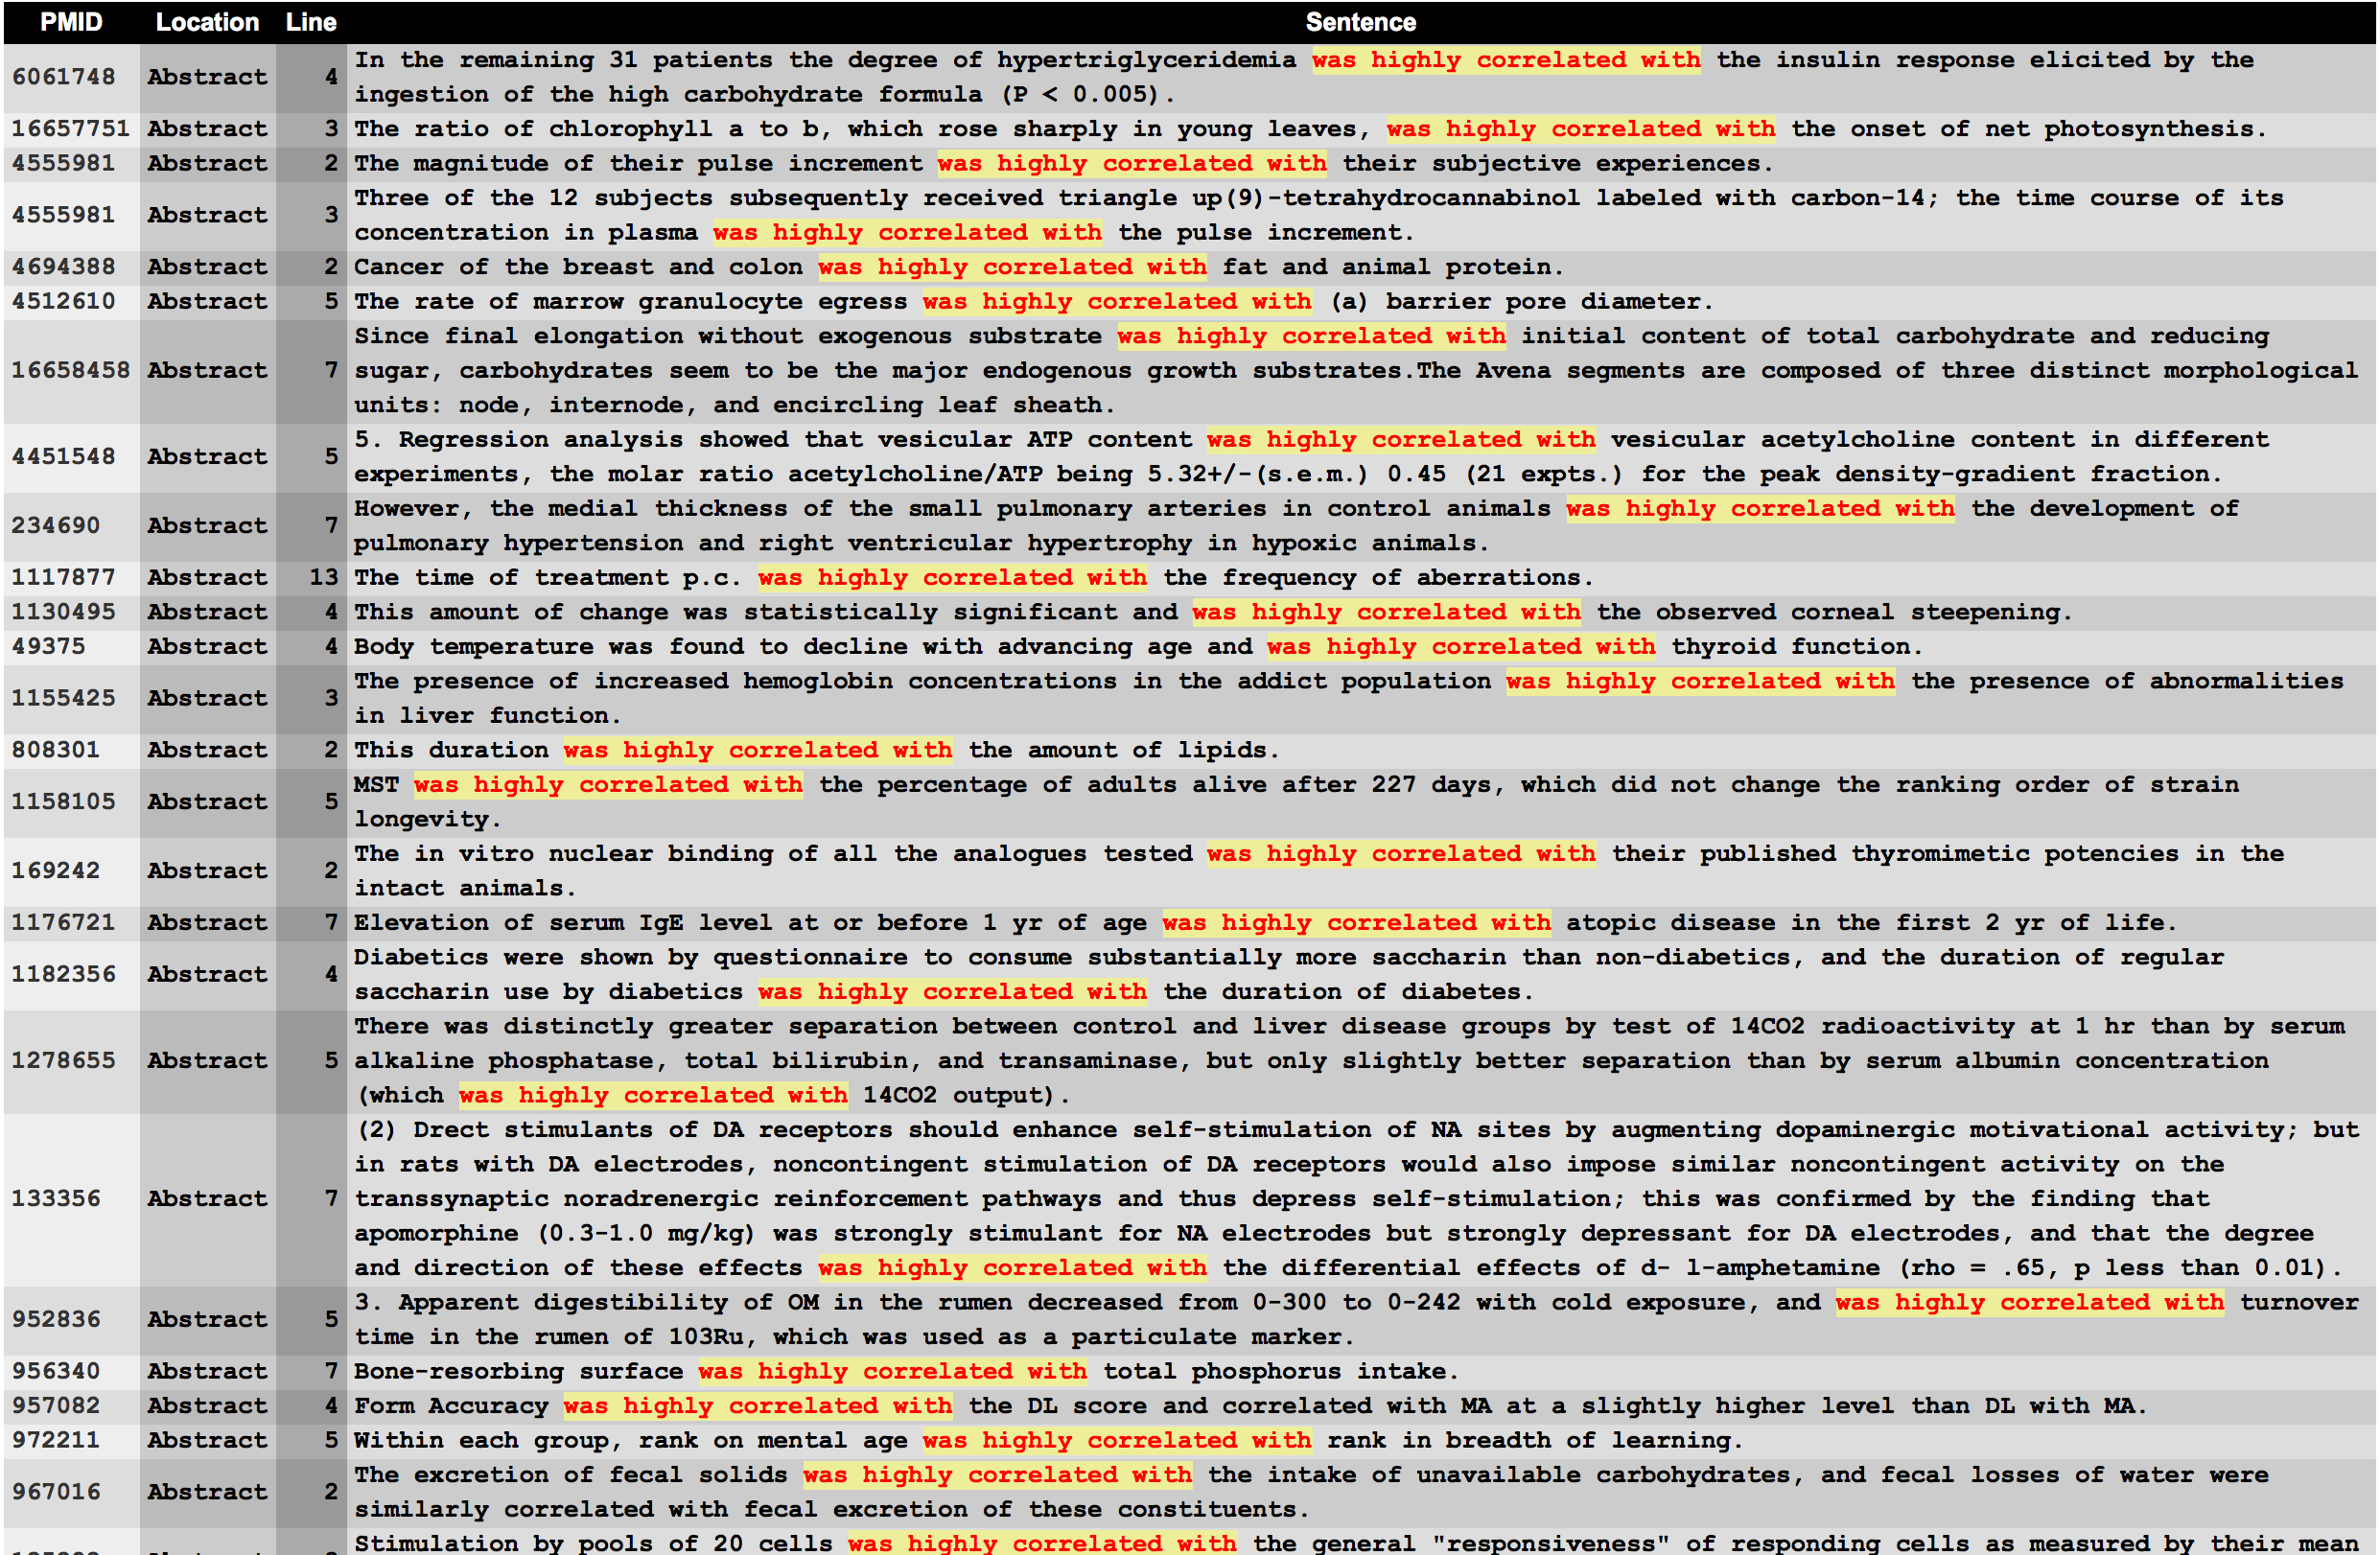 PMID Location Line Sentence
6061748 Abstract 4 In the remaining 31 patients the degree of hypertriglyceridemia was highly correlated with the insulin response elicited by the
ingestion of the high carbohydrate formula (P < 0.005).
16657751 Abstract 3 The ratio of chlorophyll a to b, which rose sharply in young leaves, was highly correlated with the onset of net photosynthesis.
4555981 Abstract 2 The magnitude of their pulse increment was highly correlated with their subjective experiences.
4555981 Abstract 3 Three of the 12 subjects subsequently received triangle up(9)-tetrahydrocannabinol labeled with carbon-14; the time course of its
concentration in plasma was highly correlated with the pulse increment.
4694388 Abstract 2 Cancer of the breast and colon was highly correlated with fat and animal protein.
4512610 Abstract 5 The rate of marrow granulocyte egress was highly correlated with (a) barrier pore diameter.
16658458 Abstract 7 Since final elongation without exogenous substrate was highly correlated with initial content of total carbohydrate and reducing
sugar, carbohydrates seem to be the major endogenous growth substrates.The Avena segments are composed of three distinct morphological
units: node, internode, and encircling leaf sheath.
4451548 Abstract 5 5. Regression analysis showed that vesicular ATP content was highly correlated with vesicular acetylcholine content in different
experiments, the molar ratio acetylcholine/ATP being 5.32+/-(s.e.m.) 0.45 (21 expts.) for the peak density-gradient fraction.
234690 Abstract 7 However, the medial thickness of the small pulmonary arteries in control animals was highly correlated with the development of
pulmonary hypertension and right ventricular hypertrophy in hypoxic animals.
1117877 Abstract 13 The time of treatment p.c. was highly correlated with the frequency of aberrations.
1130495 Abstract 4 This amount of change was statistically significant and was highly correlated with the observed corneal steepening.
49375 Abstract 4 Body temperature was found to decline with advancing age and was highly correlated with thyroid function.
1155425 Abstract 3 The presence of increased hemoglobin concentrations in the addict population was highly correlated with the presence of abnormalities
in liver function.
808301 Abstract 2 This duration was highly correlated with the amount of lipids.
1158105 Abstract 5 MST was highly correlated with the percentage of adults alive after 227 days, which did not change the ranking order of strain
longevity.
169242 Abstract 2 The in vitro nuclear binding of all the analogues tested was highly correlated with their published thyromimetic potencies in the
intact animals.
1176721 Abstract 7 Elevation of serum IgE level at or before 1 yr of age was highly correlated with atopic disease in the first 2 yr of life.
1182356 Abstract 4 Diabetics were shown by questionnaire to consume substantially more saccharin than non-diabetics, and the duration of regular
saccharin use by diabetics was highly correlated with the duration of diabetes.
1278655 Abstract 5 There was distinctly greater separation between control and liver disease groups by test of 14CO2 radioactivity at 1 hr than by serum
alkaline phosphatase, total bilirubin, and transaminase, but only slightly better separation than by serum albumin concentration
(which was highly correlated with 14CO2 output).
133356 Abstract 7 (2) Drect stimulants of DA receptors should enhance self-stimulation of NA sites by augmenting dopaminergic motivational activity; but
in rats with DA electrodes, noncontingent stimulation of DA receptors would also impose similar noncontingent activity on the
transsynaptic noradrenergic reinforcement pathways and thus depress self-stimulation; this was confirmed by the finding that
apomorphine (0.3-1.0 mg/kg) was strongly stimulant for NA electrodes but strongly depressant for DA electrodes, and that the degree
and direction of these effects was highly correlated with the differential effects of d- l-amphetamine (rho = .65, p less than 0.01).
952836 Abstract 5 3. Apparent digestibility of OM in the rumen decreased from 0-300 to 0-242 with cold exposure, and was highly correlated with turnover
time in the rumen of 103Ru, which was used as a particulate marker.
956340 Abstract 7 Bone-resorbing surface was highly correlated with total phosphorus intake.
957082 Abstract 4 Form Accuracy was highly correlated with the DL score and correlated with MA at a slightly higher level than DL with MA.
972211 Abstract 5 Within each group, rank on mental age was highly correlated with rank in breadth of learning.
967016 Abstract 2 The excretion of fecal solids was highly correlated with the intake of unavailable carbohydrates, and fecal losses of water were
similarly correlated with fecal excretion of these constituents.
Stimulation by pools of 20 cells was highly correlated with the general "responsiveness" of responding cells as measured by their mean